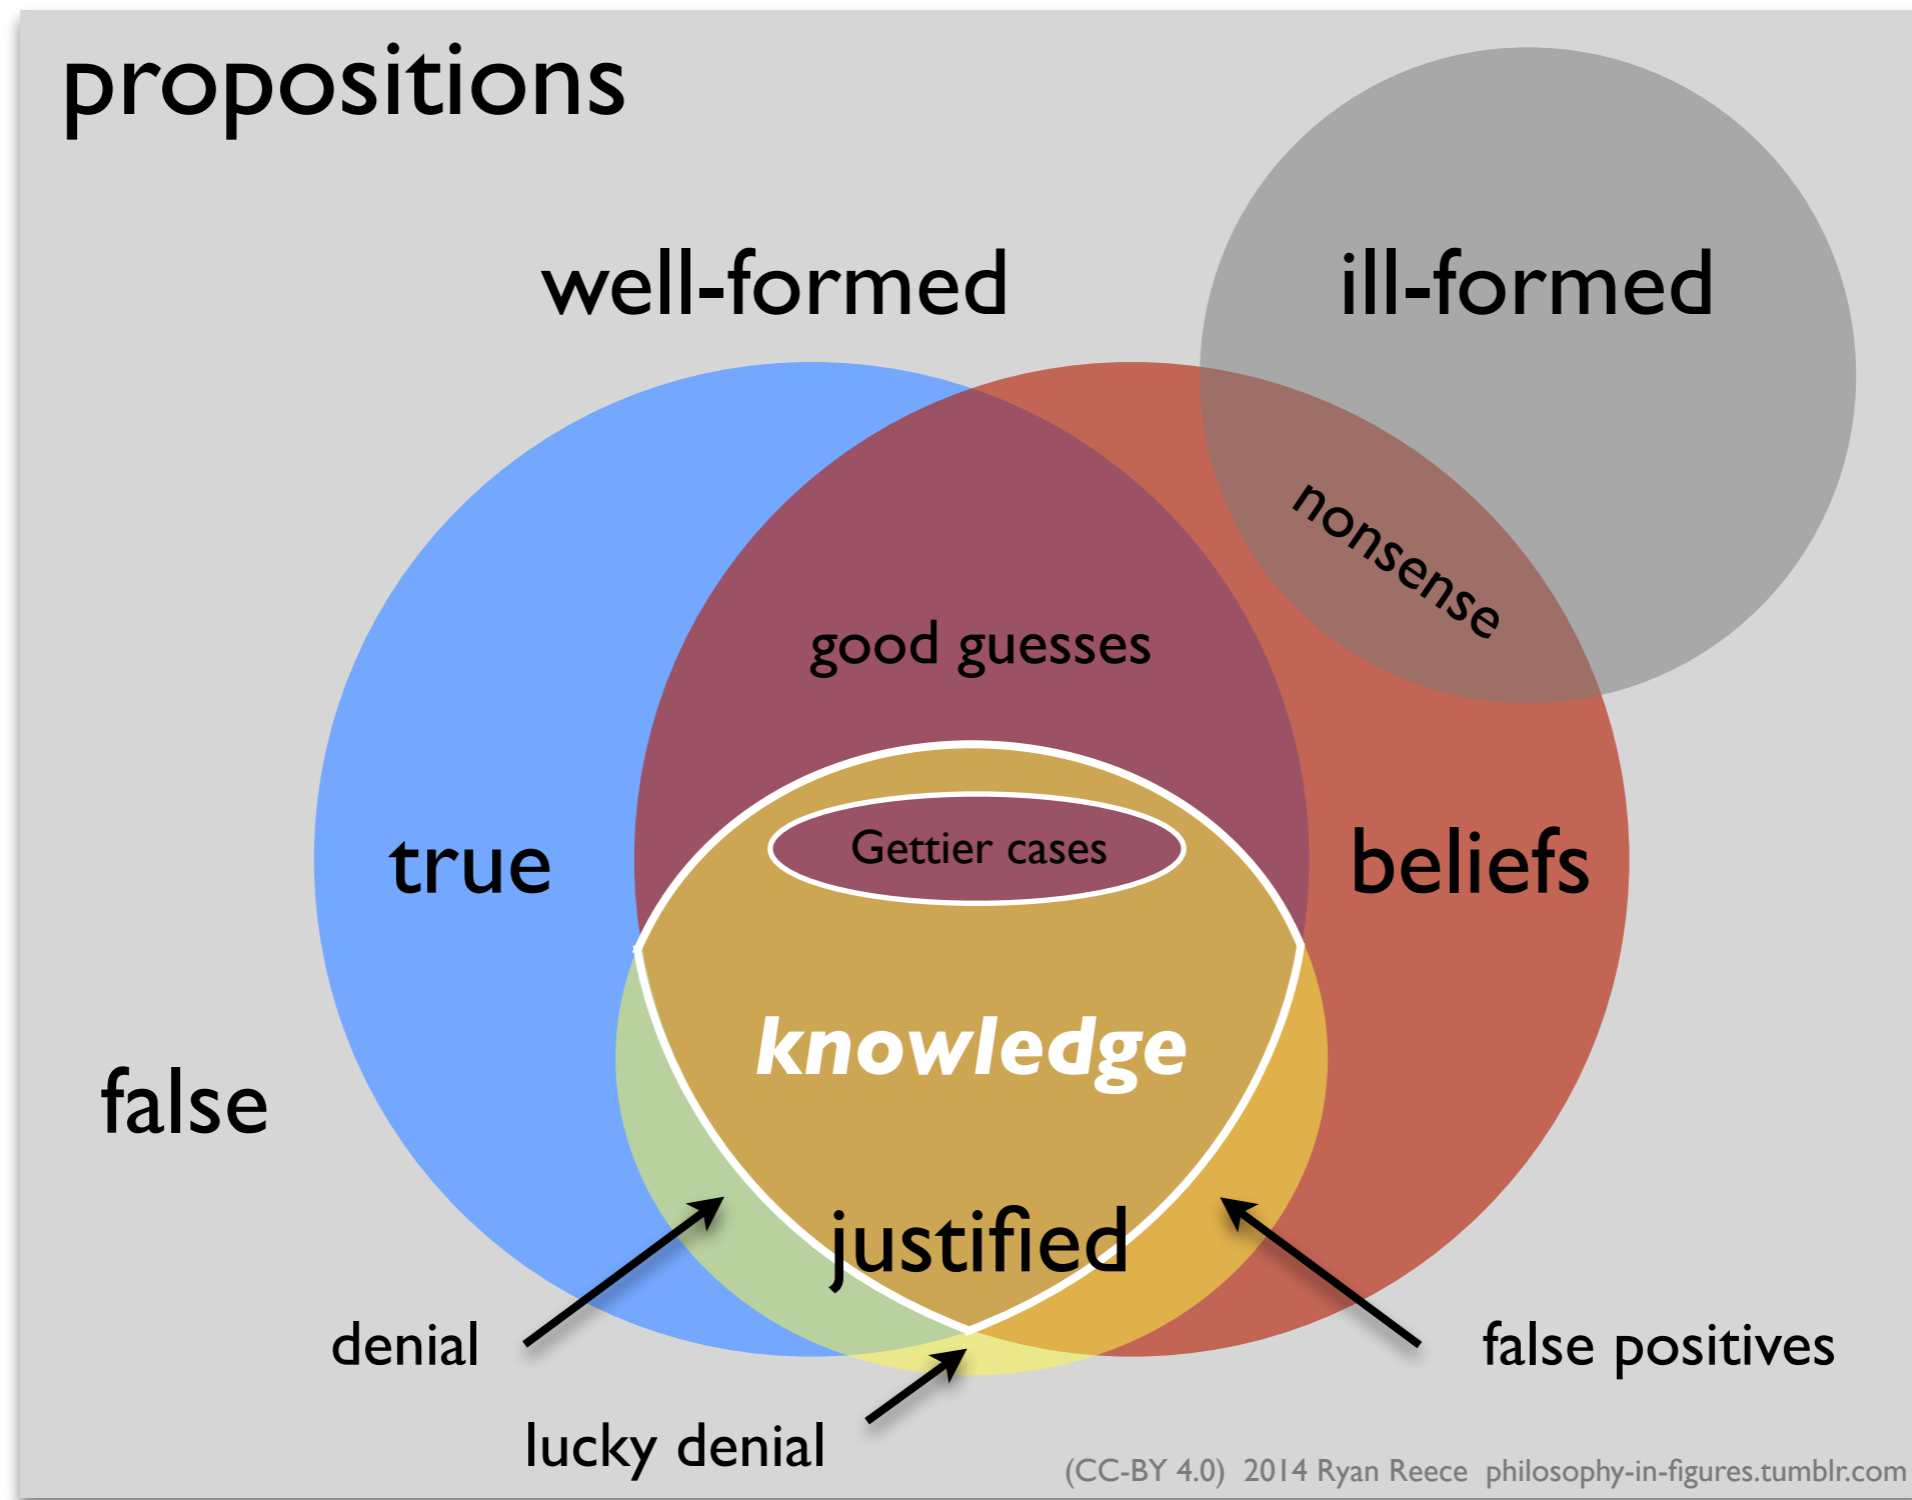 propositions
well-formed
ill-formed
nonsense
good guesses
Gettier cases
true
beliefs
knowledge
false
justified
denial
false positives
lucky denial
(CC-BY 4.0) 2014 Ryan Reece philosophy-in-figures.tumblr.com